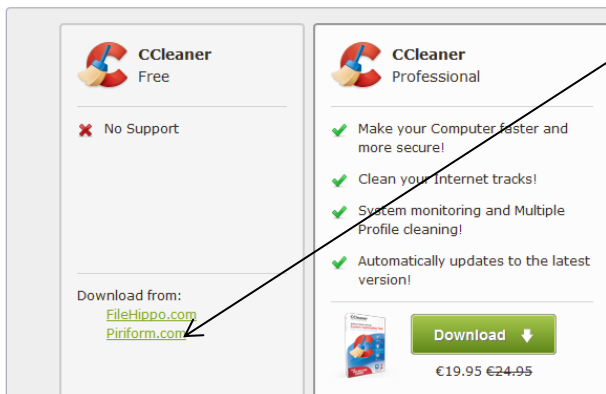 CCleaner
Free
No Support
Download from:
FileHippo.com
Piriform.com
CCleaner
Professional
Make your Computer faster and
more secure!
Clean your Internet tracks!
System monitoring and Multiple
Profile cleaning!
Automatically updates to the latest
version!
CCleaner
Download
€19.95 €24.95